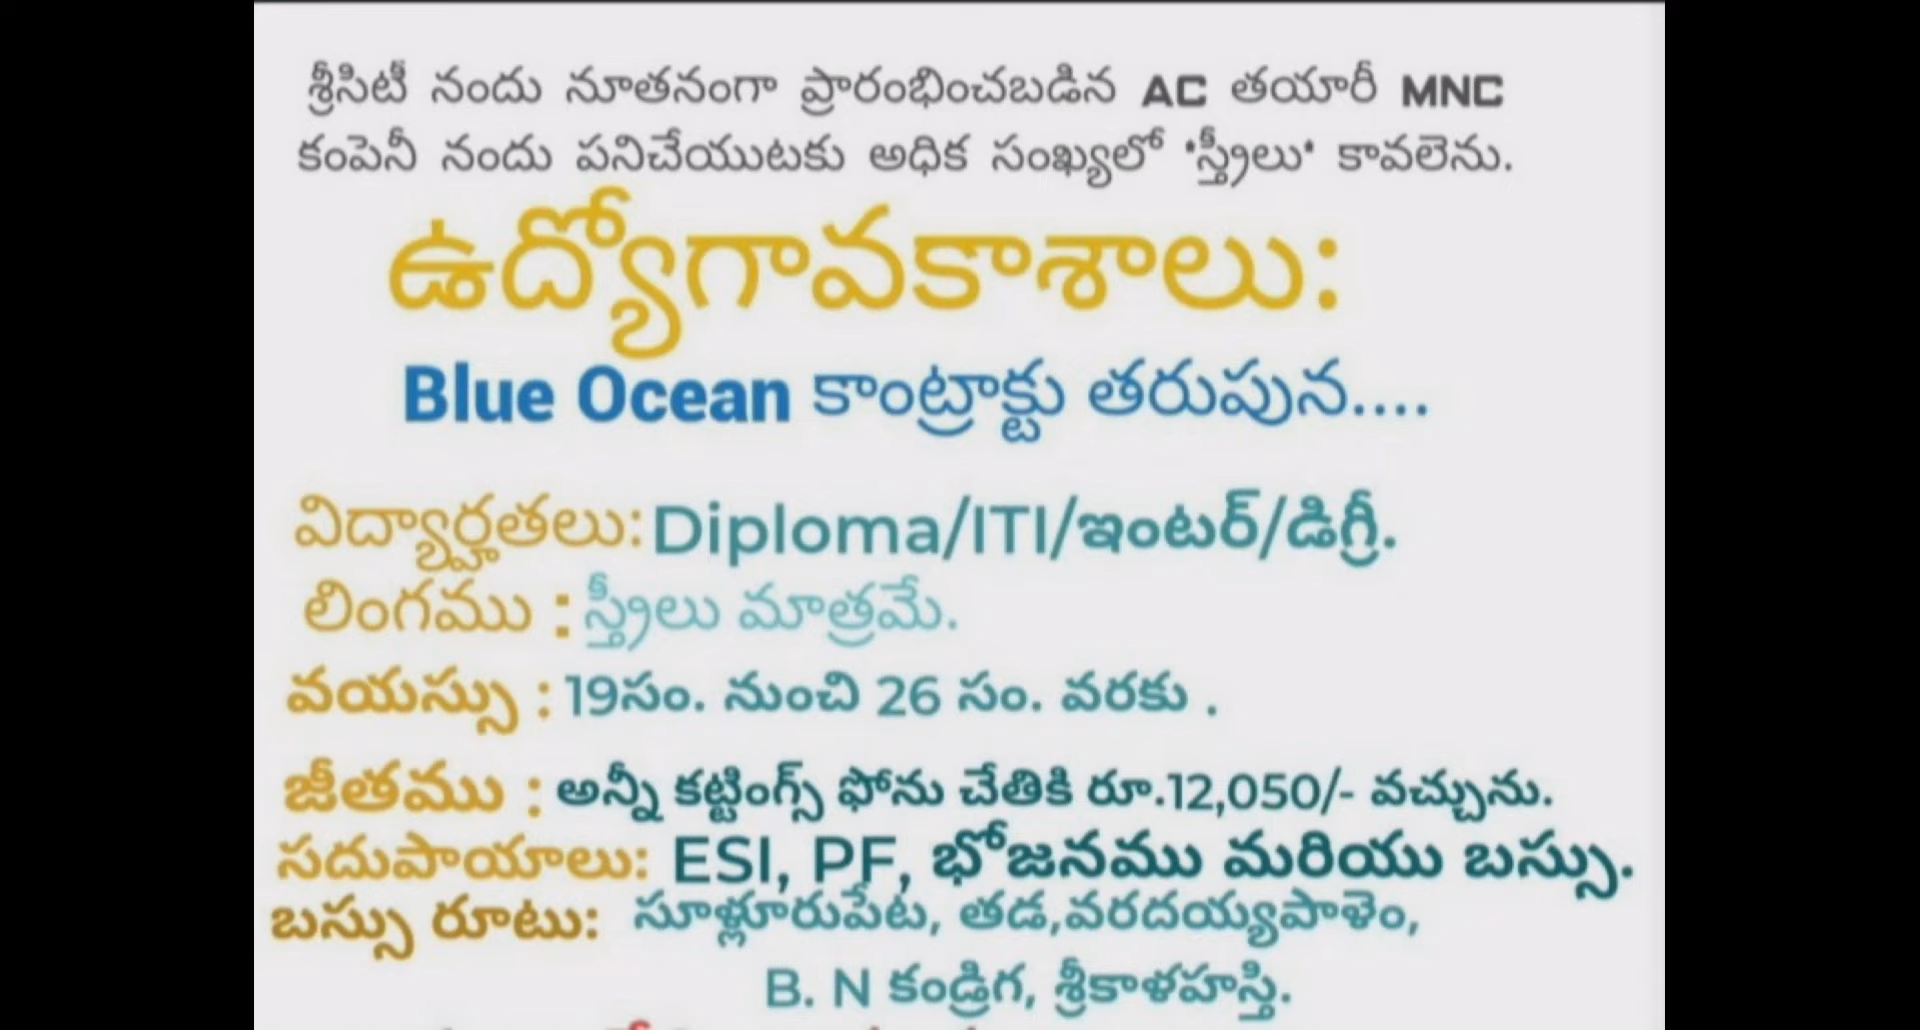 శ్రీసిటీ నందు నూతనంగా ప్రారంభించబడిన AC తయారీ MNC
కంపెనీ నందు పనిచేయుటకు అధిక సంఖ్యలో 'స్త్రీలు' కావలెను.
ఉద్యోగావకాశాలు:
Blue Ocean కాంట్రాక్టు తరుపున....
విద్యార్హతలు: Diploma/ITI/ఇంటర్/డిగ్రీ.
లింగము : స్త్రీలు మాత్రమే.
వయస్సు : 19సం. నుంచి 26 సం. వరకు .
జీతము : అన్నీ కట్టింగ్స్ ఫోను చేతికి రూ.12,050/- వచ్చును.
సదుపాయాలు: ESI, PF, భోజనము మరియు బస్సు.
బస్సు రూటు: సూళ్లూరుపేట, తడ,వరదయ్యపాళెం,
B. N కండ్రిగ, శ్రీకాళహస్తి.